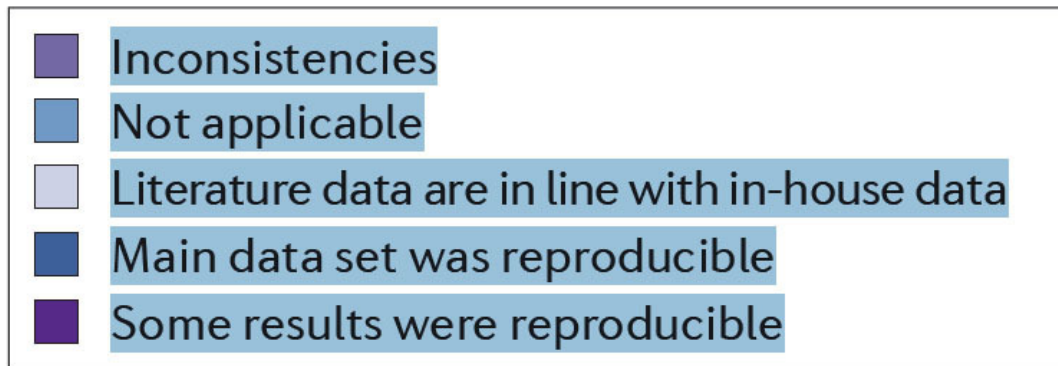 Inconsistencies
Not applicable
Literature data are in line with in-house data
Main data set was reproducible
Some results were reproducible